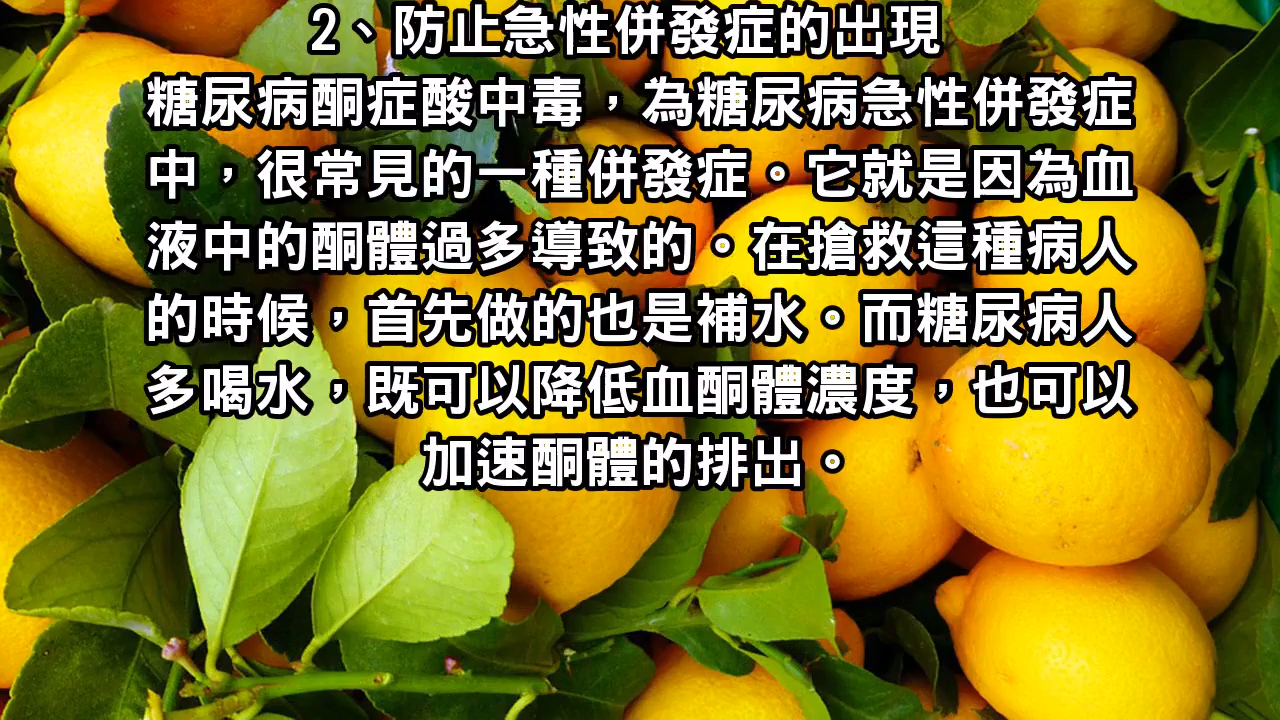 2、防止急性併發症的出現
糖尿病酮症酸中毒，為糖尿病急性併發症
中，很常見的一種併發症。它就是因為血
液中的酮體過多導致的。在搶救這種病人
的時候，首先做的也是補水。而糖尿病人
多喝水，既可以降低血酮體濃度，也可以
加速酮體的排出。